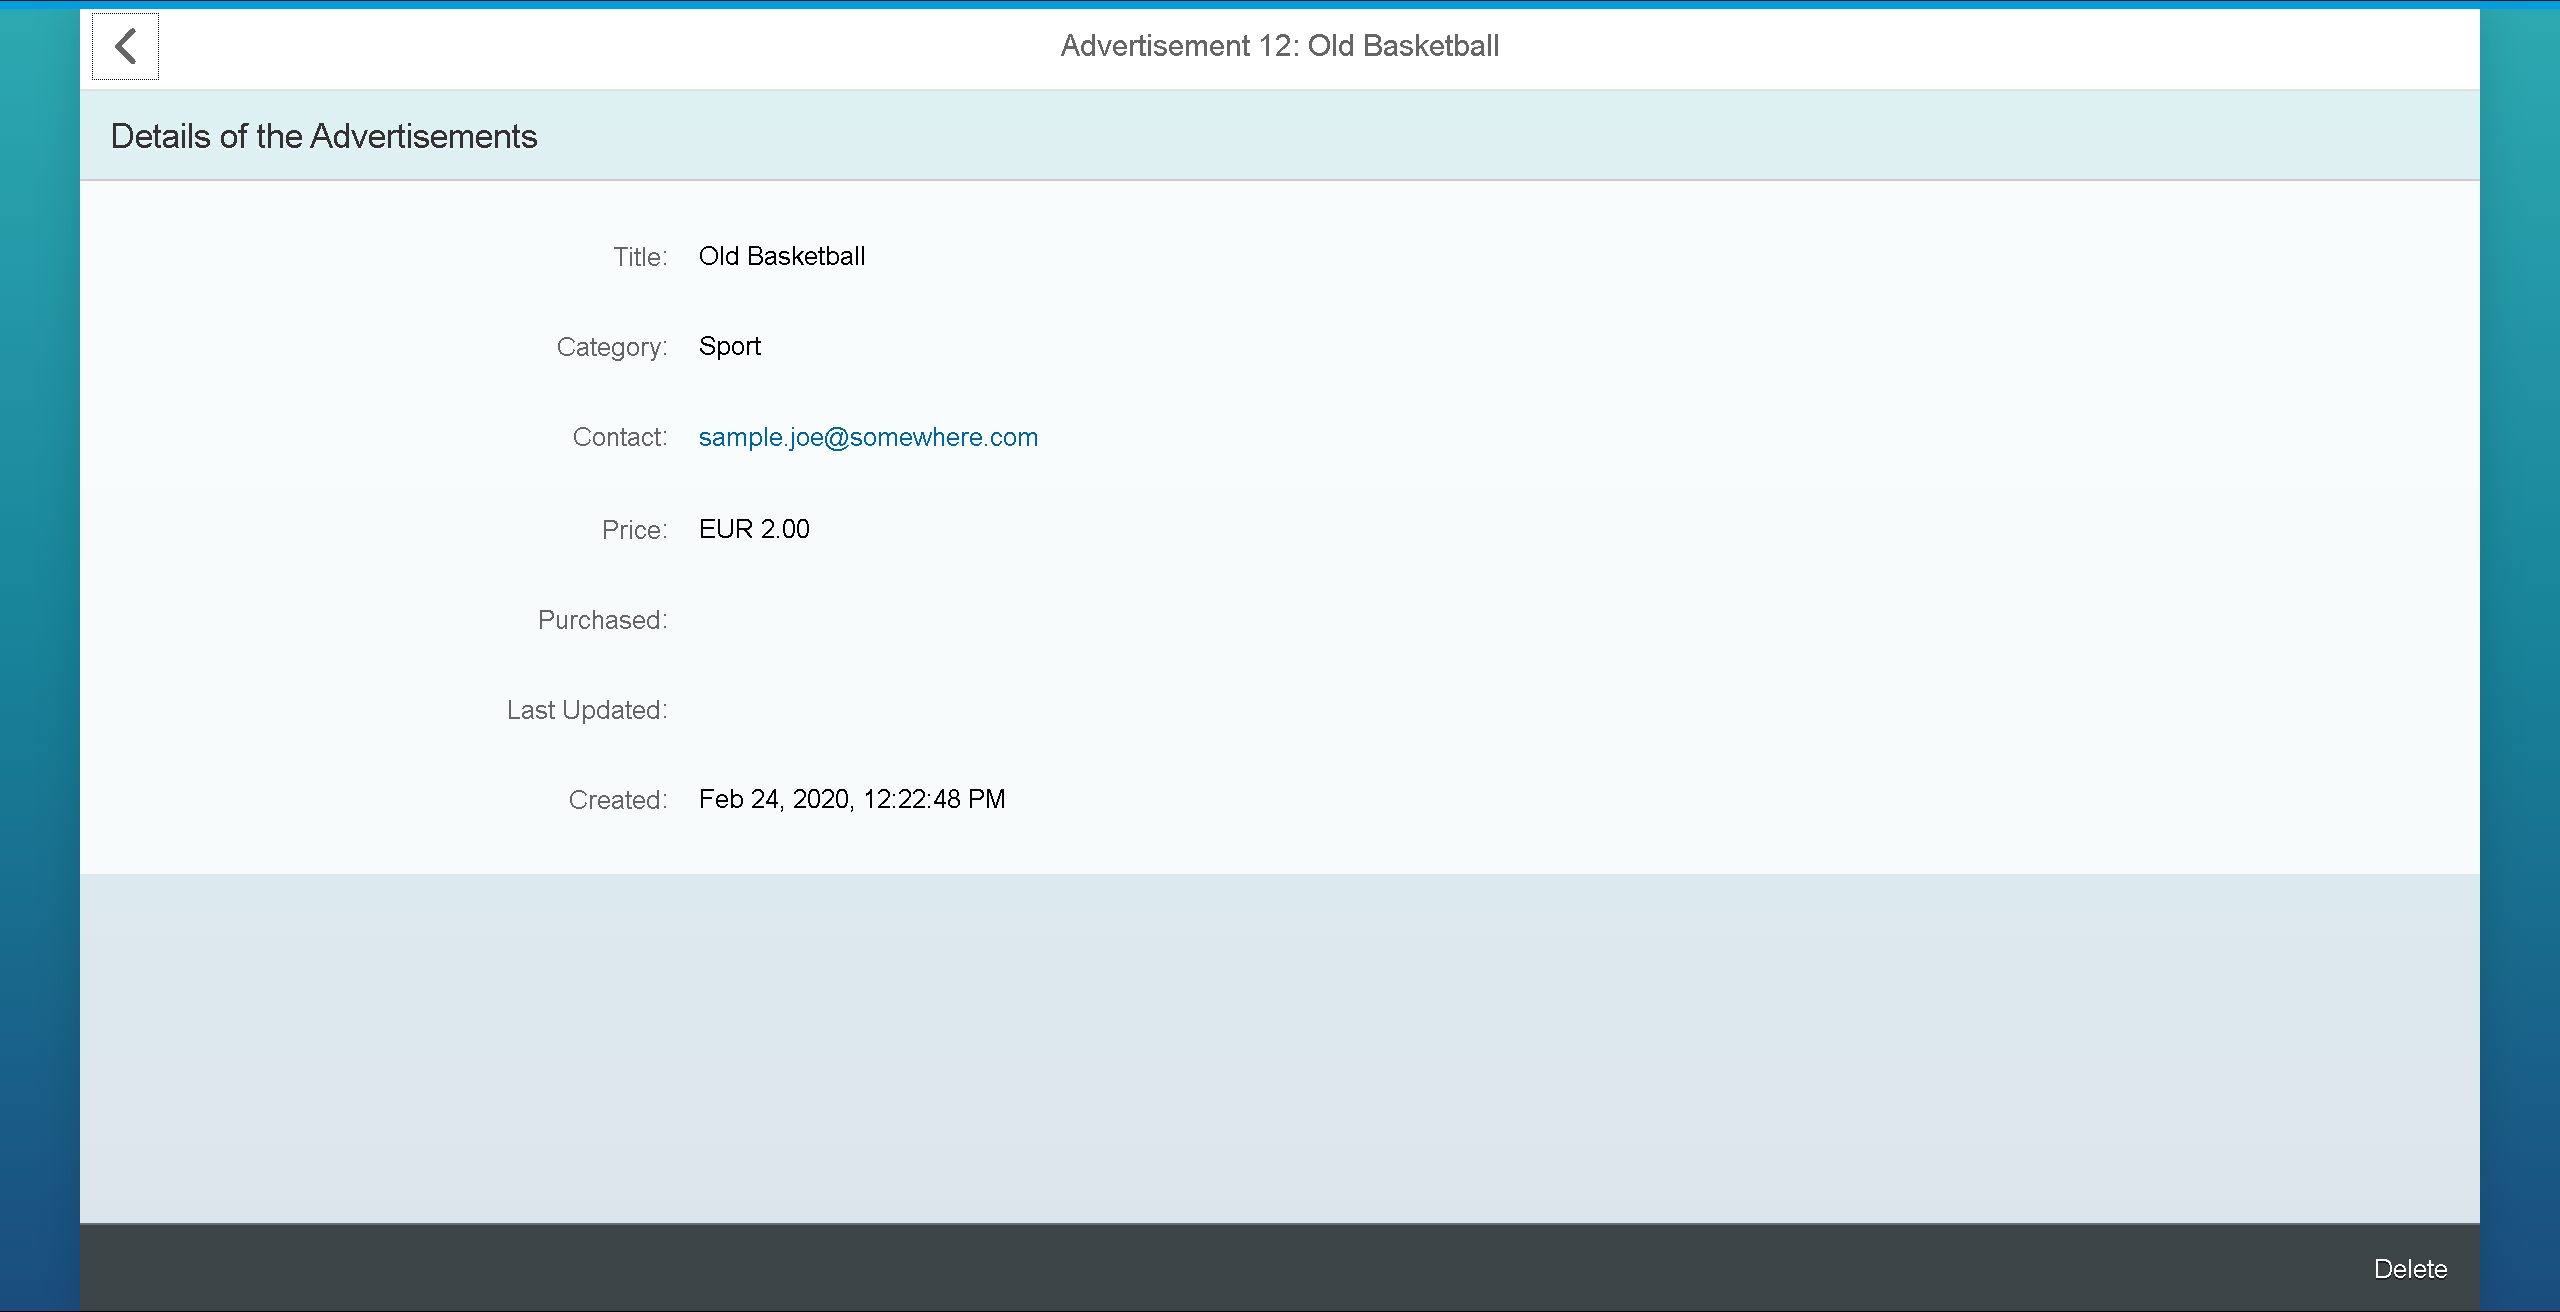 Advertisement 12: Old Basketball
Details of the Advertisements
Title: Old Basketball
Category: Sport
Contact: sample.joe@somewhere.com
Price: EUR 2.00
Purchased:
Last Updated:
Created: Feb 24, 2020, 12:22:48 PM
Delete